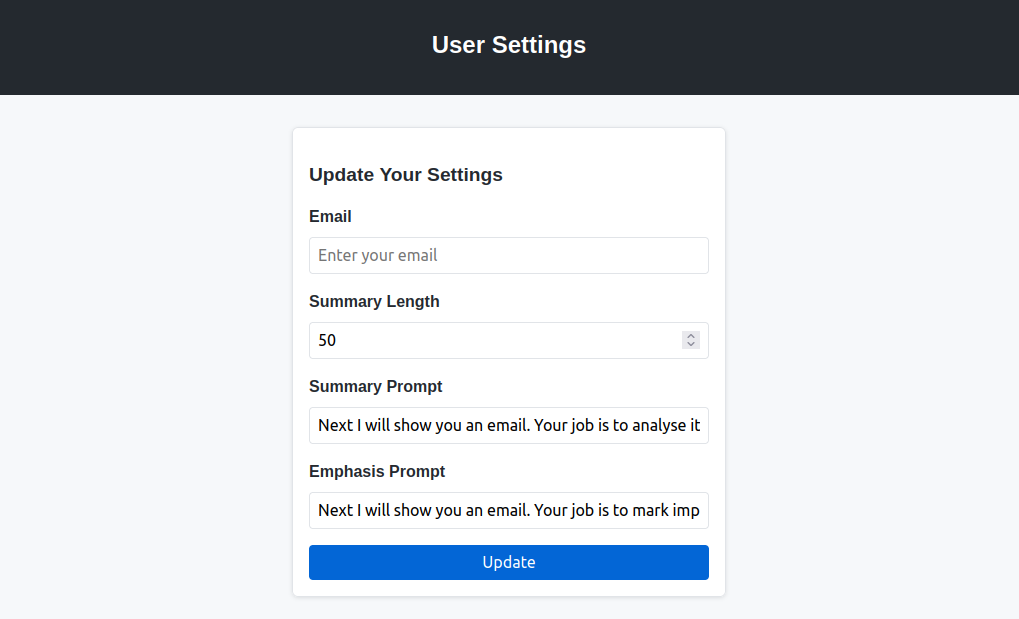 User Settings
Update Your Settings
Email
Enter your email
Summary Length
50
Summary Prompt
Next I will show you an email. Your job is to analyse it
Emphasis Prompt
Next I will show you an email. Your job is to mark imp
Update